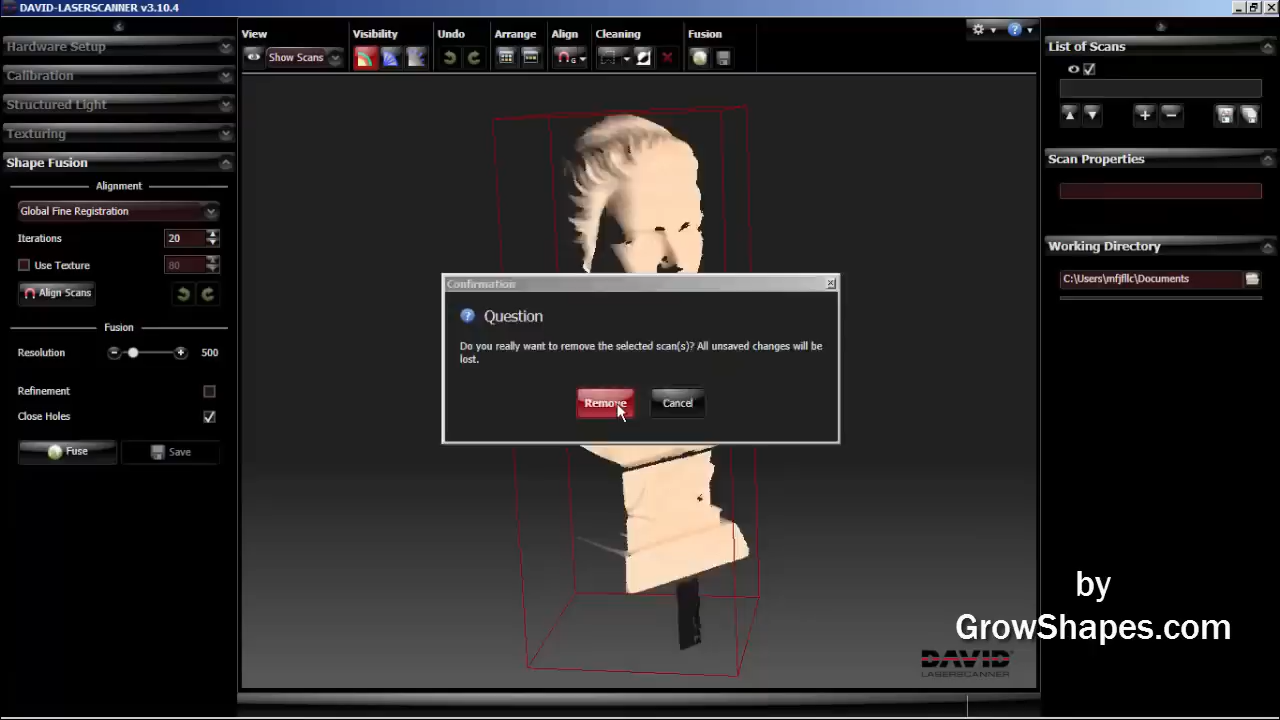 DAVID-LASERSCANNER v3.10.4
Hardware Setup
Calibration
Structured Light
Texturing
Shape Fusion
Alignment
Global Fine Registration
Iterations 20
Use Texture 80
Align Scans
Fusion
Resolution 500
Refinement
Close Holes
Fuse Save
View Visibility Undo Arrange Align Cleaning Fusion
Show Scans
G
Confirmation
Question
Do you really want to remove the selected scan(s)? All unsaved changes will be
lost.
Remove Cancel
List of Scans
Scan Properties
Working Directory
C:\Users\mfjfllc\Documents
by
GrowShapes.com
DAVID
LASERSCANNER